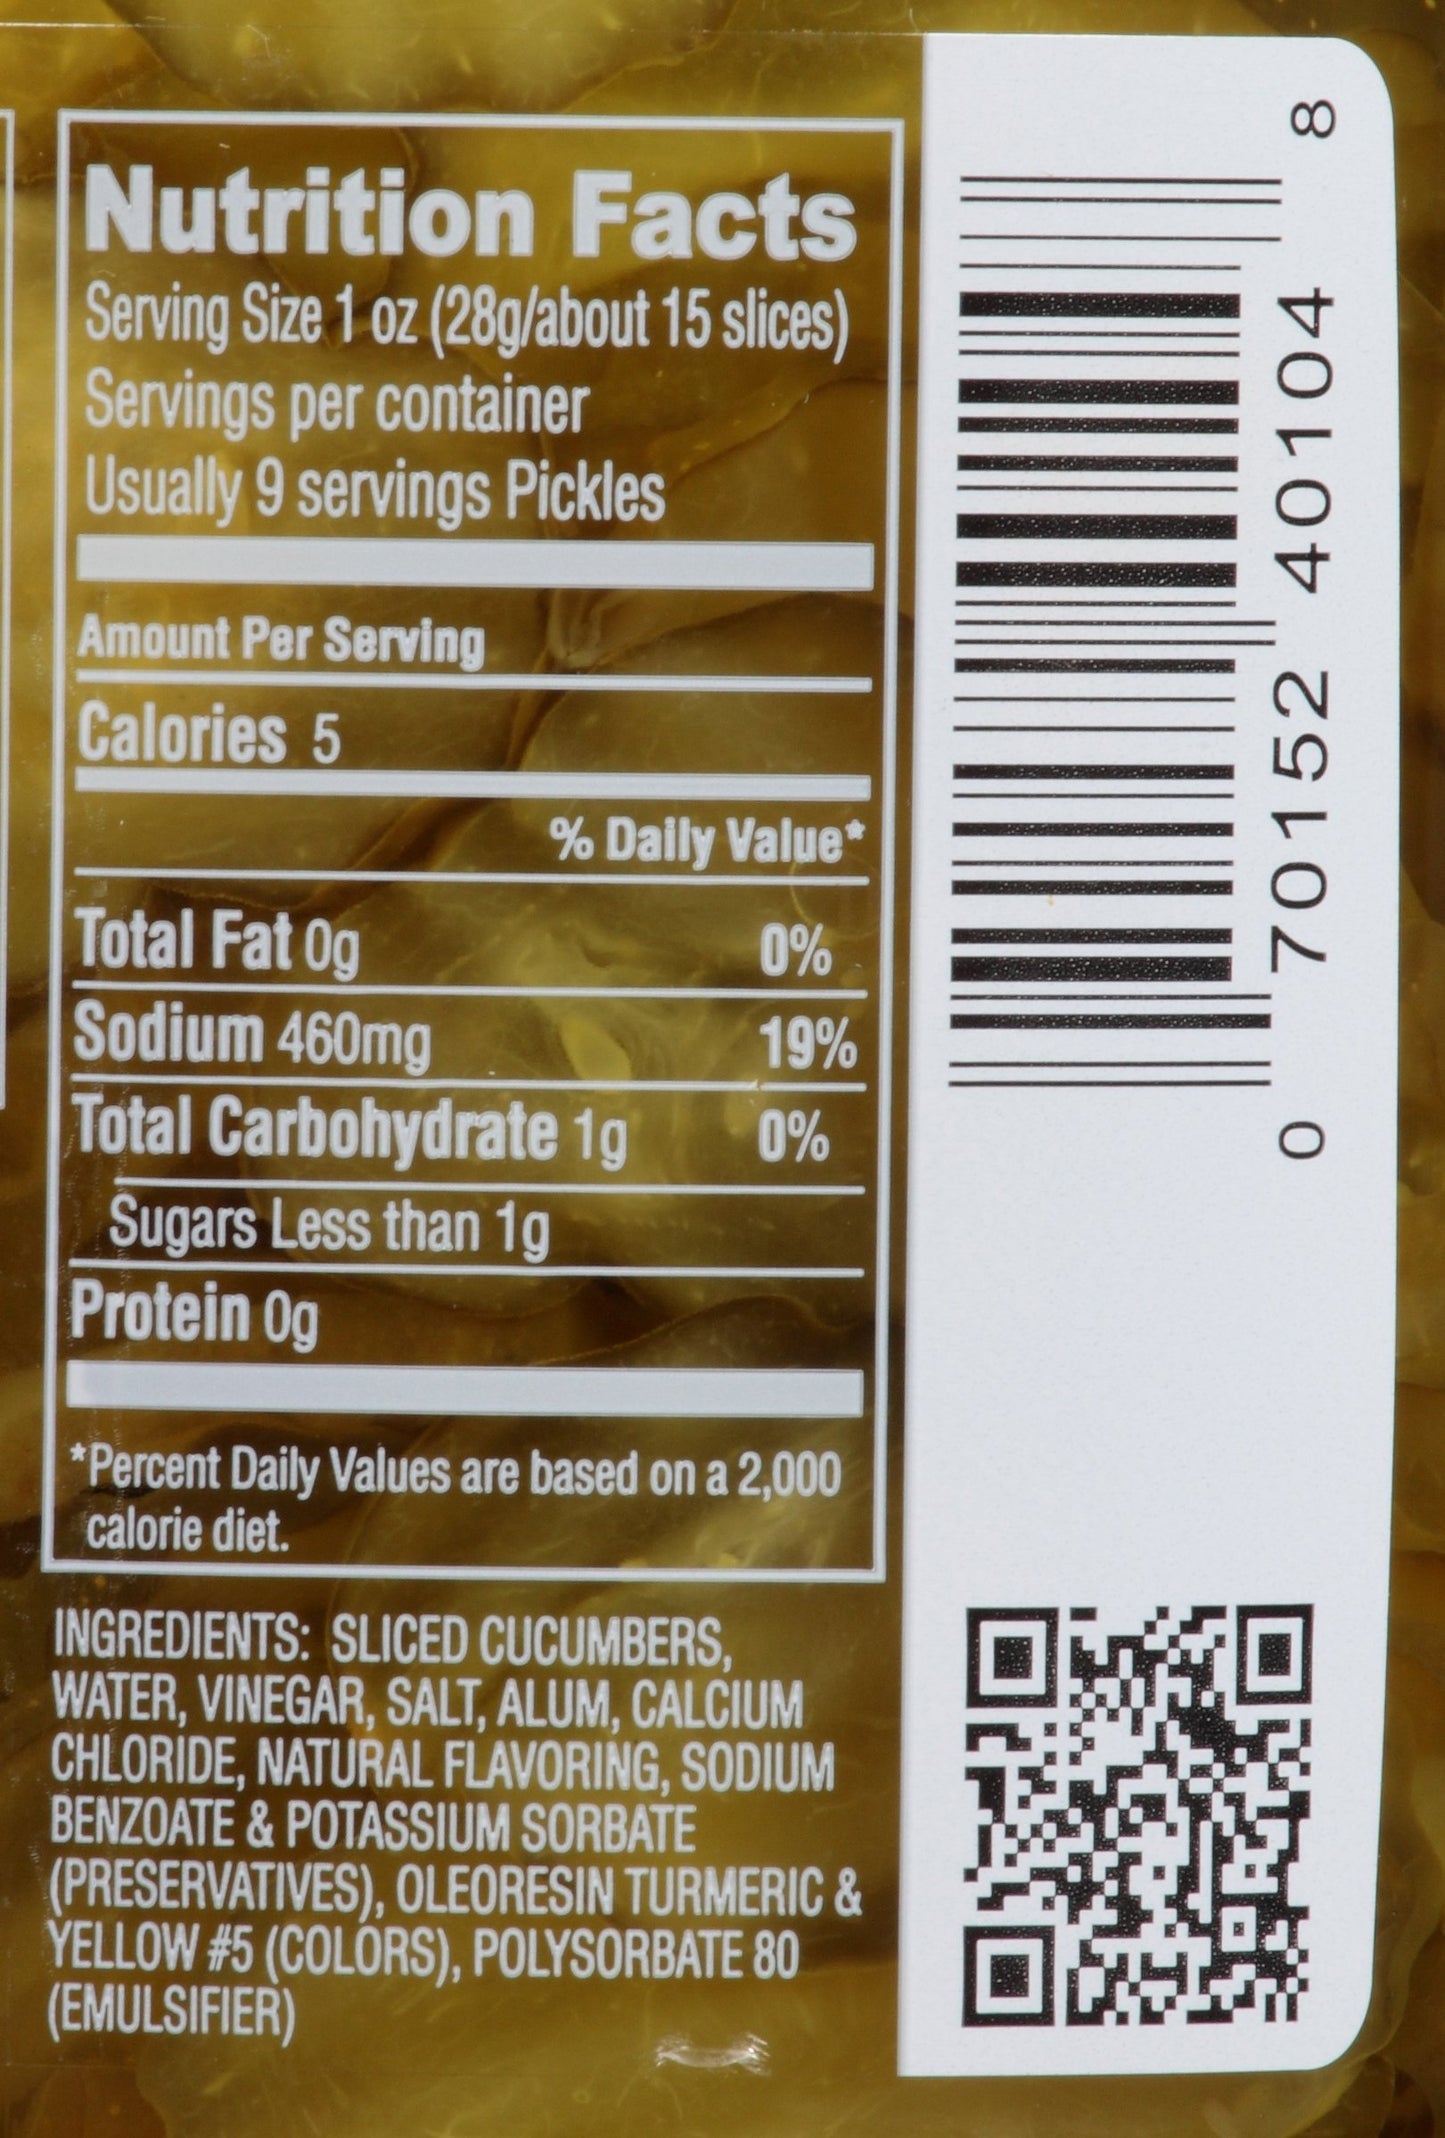 Nutrition Facts
Serving Size 1 oz (28g/about 15 slices)
Servings per container
Usually 9 servings Pickles
Amount Per Serving
Calories 5
% Daily Value*
Total Fat 0g 0%
Sodium 460mg 19%
Total Carbohydrate 1g 0%
Sugars Less than 1g
Protein 0g
*Percent Daily Values are based on a 2,000
calorie diet.
INGREDIENTS: SLICED CUCUMBERS,
WATER, VINEGAR, SALT, ALUM, CALCIUM
CHLORIDE, NATURAL FLAVORING, SODIUM
BENZOATE & POTASSIUM SORBATE
(PRESERVATIVES), OLEORESIN TURMERIC &
YELLOW #5 (COLORS), POLYSORBATE 80
(EMULSIFIER)
0 70152 40104 8